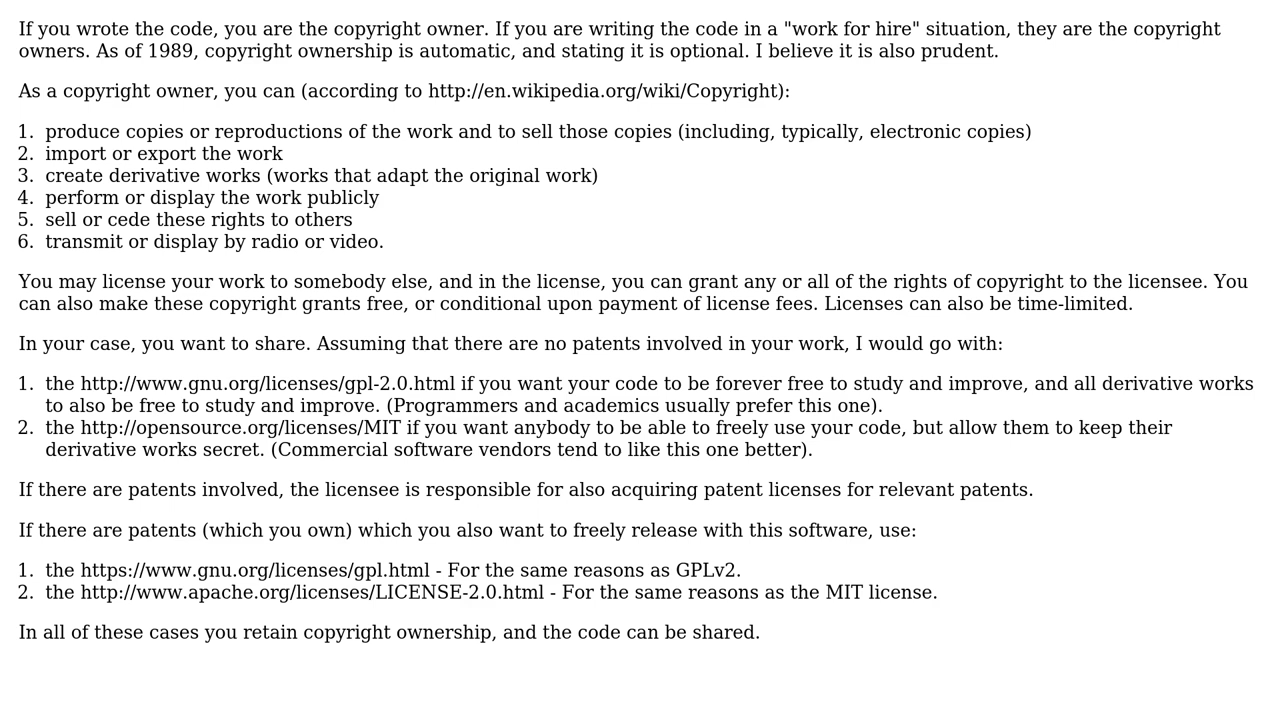 If you wrote the code, you are the copyright owner. If you are writing the code in a "work for hire" situation, they are the copyright
owners. As of 1989, copyright ownership is automatic, and stating it is optional. I believe it is also prudent.
As a copyright owner, you can (according to http://en.wikipedia.org/wiki/Copyright):
1. produce copies or reproductions of the work and to sell those copies (including, typically, electronic copies)
2. import or export the work
3. create derivative works (works that adapt the original work)
4. perform or display the work publicly
5. sell or cede these rights to others
6. transmit or display by radio or video.
You may license your work to somebody else, and in the license, you can grant any or all of the rights of copyright to the licensee. You
can also make these copyright grants free, or conditional upon payment of license fees. Licenses can also be time-limited.
In your case, you want to share. Assuming that there are no patents involved in your work, I would go with:
1. the http://www.gnu.org/licenses/gpl-2.0.html if you want your code to be forever free to study and improve, and all derivative works
to also be free to study and improve. (Programmers and academics usually prefer this one).
2. the http://opensource.org/licenses/MIT if you want anybody to be able to freely use your code, but allow them to keep their
derivative works secret. (Commercial software vendors tend to like this one better).
If there are patents involved, the licensee is responsible for also acquiring patent licenses for relevant patents.
If there are patents (which you own) which you also want to freely release with this software, use:
1. the https://www.gnu.org/licenses/gpl.html - For the same reasons as GPLv2.
2. the http://www.apache.org/licenses/LICENSE-2.0.html - For the same reasons as the MIT license.
In all of these cases you retain copyright ownership, and the code can be shared.